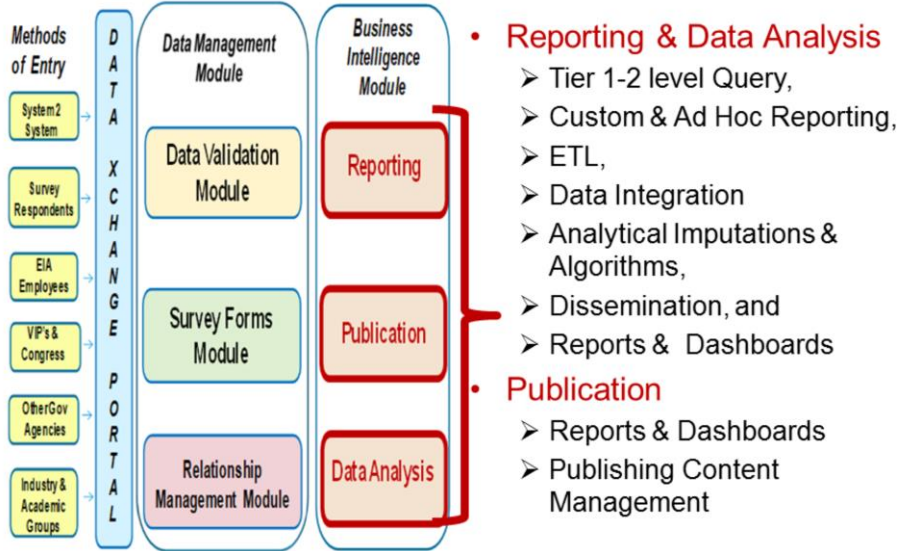 Methods
of Entry
System2
System
Survey
Respondents
EIA
Employees
VIP's &
Congress
OtherGov
Agencies
Industry &
Academic
Groups
DATA XCHANGE PORTAL
Data Management
Module
Data Validation
Module
Survey Forms
Module
Relationship
Management Module
Business
Intelligence
Module
Reporting
Publication
Data Analysis
• Reporting & Data Analysis
➢ Tier 1-2 level Query,
➢ Custom & Ad Hoc Reporting,
➢ ETL,
➢ Data Integration
➢ Analytical Imputations &
Algorithms,
➢ Dissemination, and
➢ Reports & Dashboards
• Publication
➢ Reports & Dashboards
➢ Publishing Content
Management